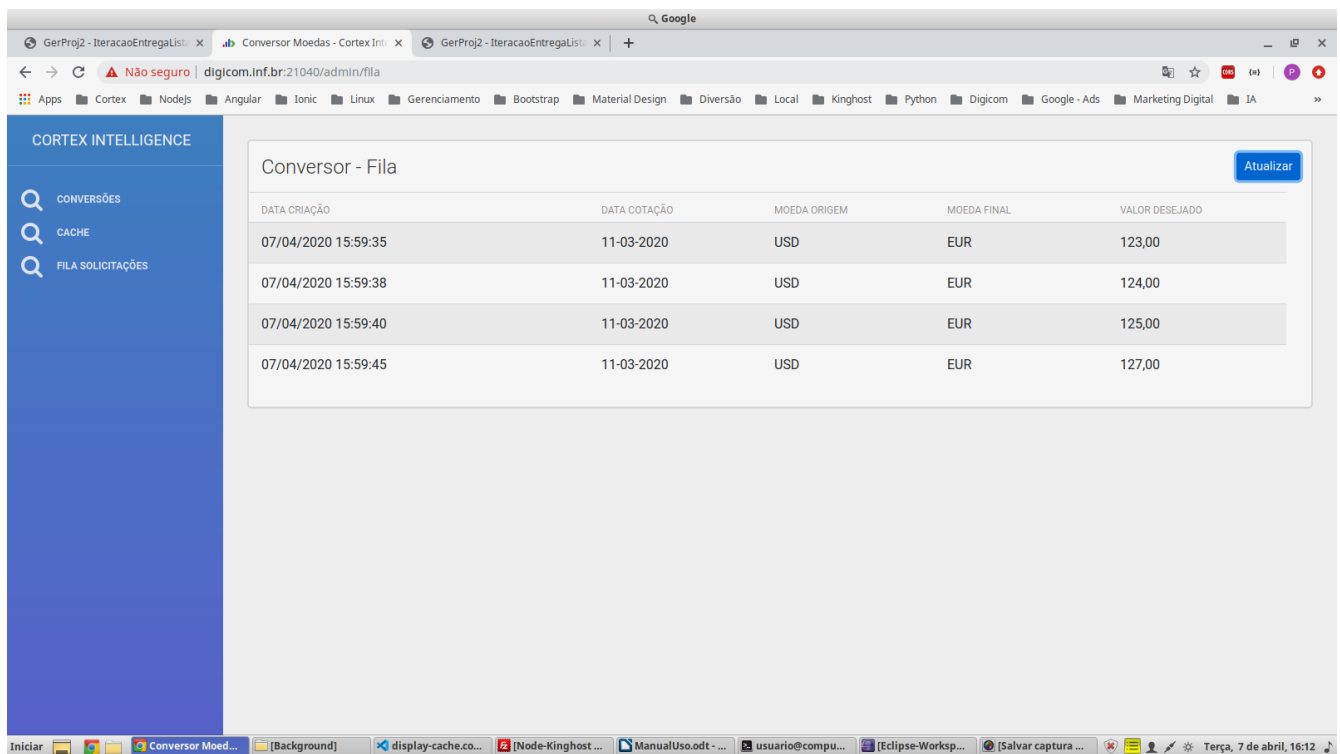 Google
GerProj2 - IteracaoEntregaList Conversor Moedas - Cortex Int GerProj2 - IteracaoEntregaList
Não seguro digicom.inf.br:21040/admin/fila
Apps Cortex NodeJs Angular Ionic Linux Gerenciamento Bootstrap Material Design Diversão Local Kinghost Python Digicom Google - Ads Marketing Digital IA »
CORTEX INTELLIGENCE
CONVERSÕES
CACHE
FILA SOLICITAÇÕES
Conversor - Fila Atualizar
DATA CRIAÇÃO DATA COTAÇÃO MOEDA ORIGEM MOEDA FINAL VALOR DESEJADO
07/04/2020 15:59:35 11-03-2020 USD EUR 123,00
07/04/2020 15:59:38 11-03-2020 USD EUR 124,00
07/04/2020 15:59:40 11-03-2020 USD EUR 125,00
07/04/2020 15:59:45 11-03-2020 USD EUR 127,00
Iniciar Conversor Moed... [Background] display-cache.co... [Node-Kinghost ... ManualUso.odt - ... usuario@compu... [Eclipse-Worksp... [Salvar captura ... Terça, 7 de abril, 16:12